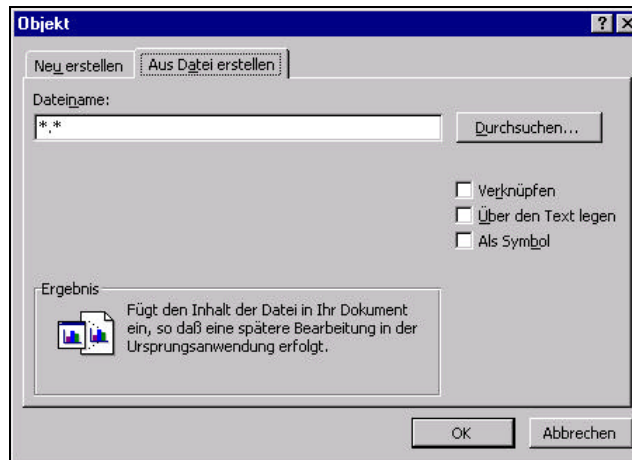 Objekt
Neu erstellen
Aus Datei erstellen
Dateiname:
*.*
Durchsuchen...
Verknüpfen
Über den Text legen
Als Symbol
Ergebnis
Fügt den Inhalt der Datei in Ihr Dokument
ein, so daß eine spätere Bearbeitung in der
Ursprungsanwendung erfolgt.
OK
Abbrechen